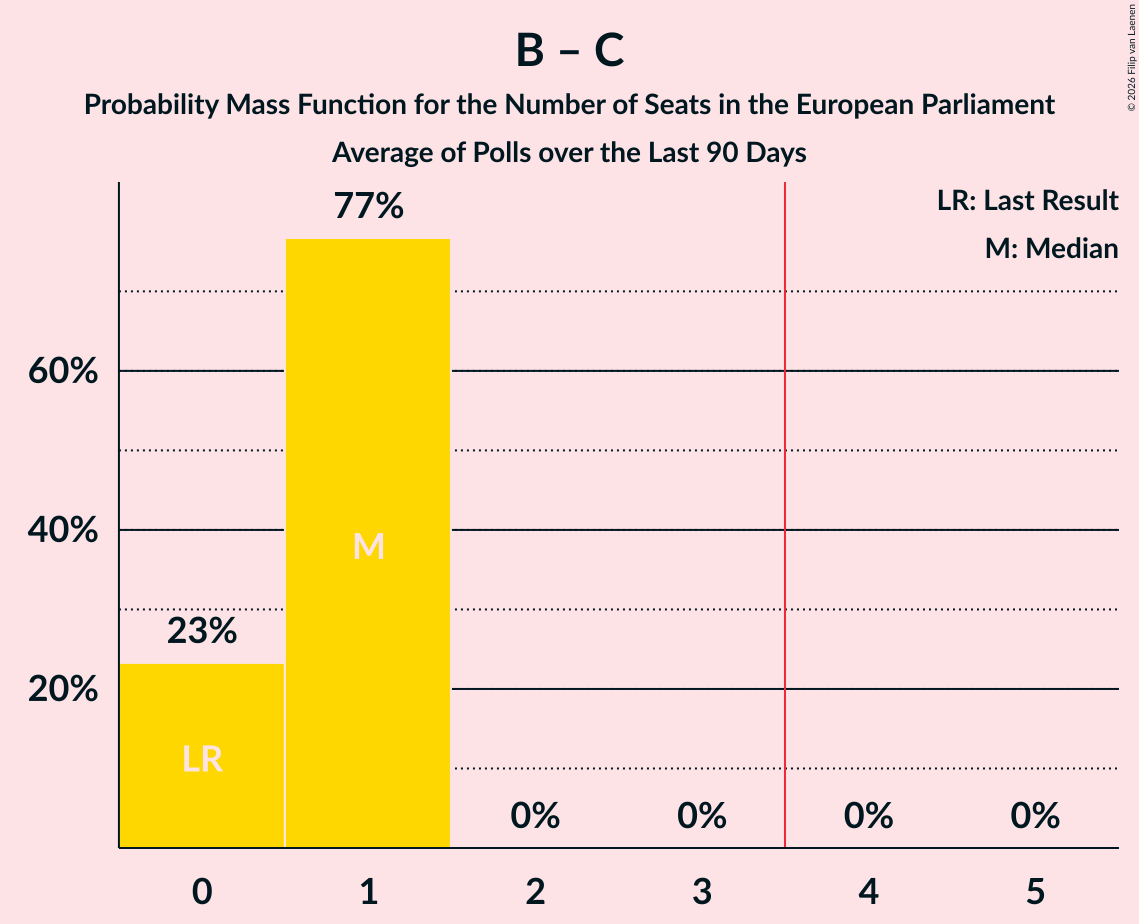 B – C
Probability Mass Function for the Number of Seats in the European Parliament
Average of Polls over the Last 90 Days
© 2026 Filip van Laenen
LR: Last Result
M: Median
77%
60%
40%
M
23%
20%
LR
0% 0% 0% 0%
0 1 2 3 4 5